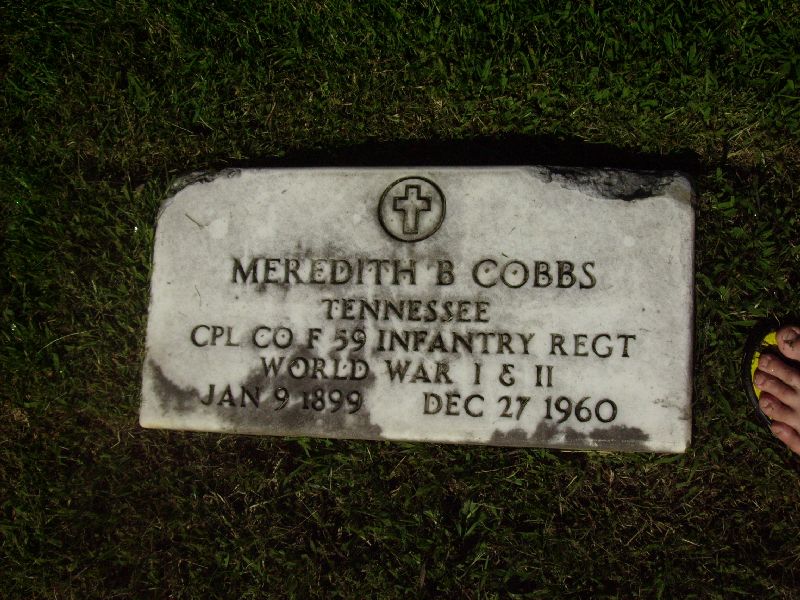 MEREDITH B COBBS
TENNESSEE
CPL CO F 59 INFANTRY REGT
WORLD WAR I & II
JAN 9 1899 DEC 27 1960